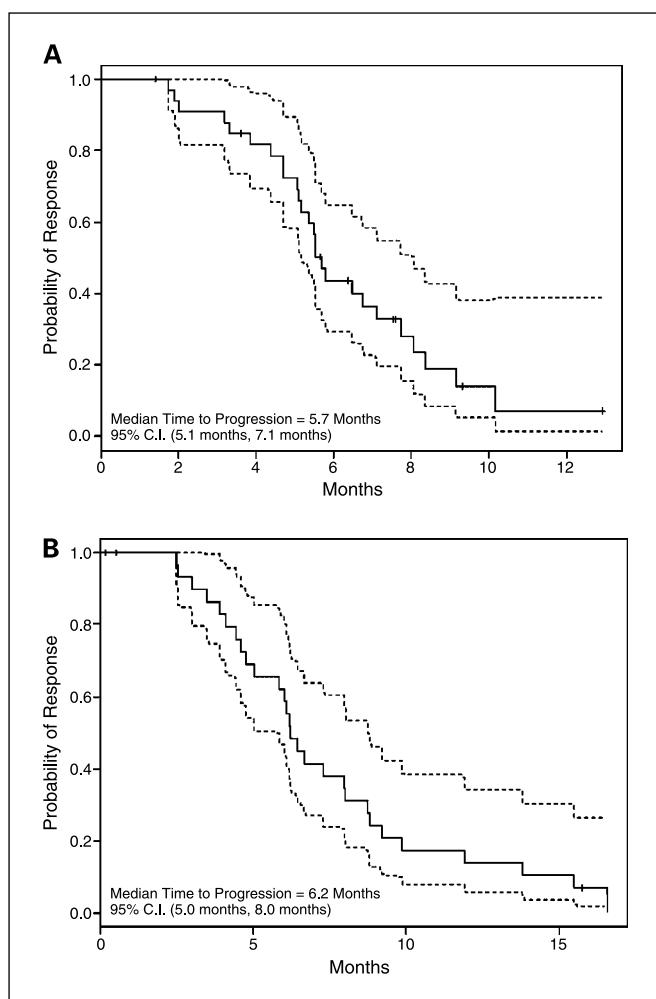 A
1.0
0.8
0.6
0.4
0.2
0.0
Probability of Response
Median Time to Progression = 5.7 Months
95% C.I. (5.1 months, 7.1 months)
0 2 4 6 8 10 12
Months
B
1.0
0.8
0.6
0.4
0.2
0.0
Probability of Response
Median Time to Progression = 6.2 Months
95% C.I. (5.0 months, 8.0 months)
0 5 10 15
Months